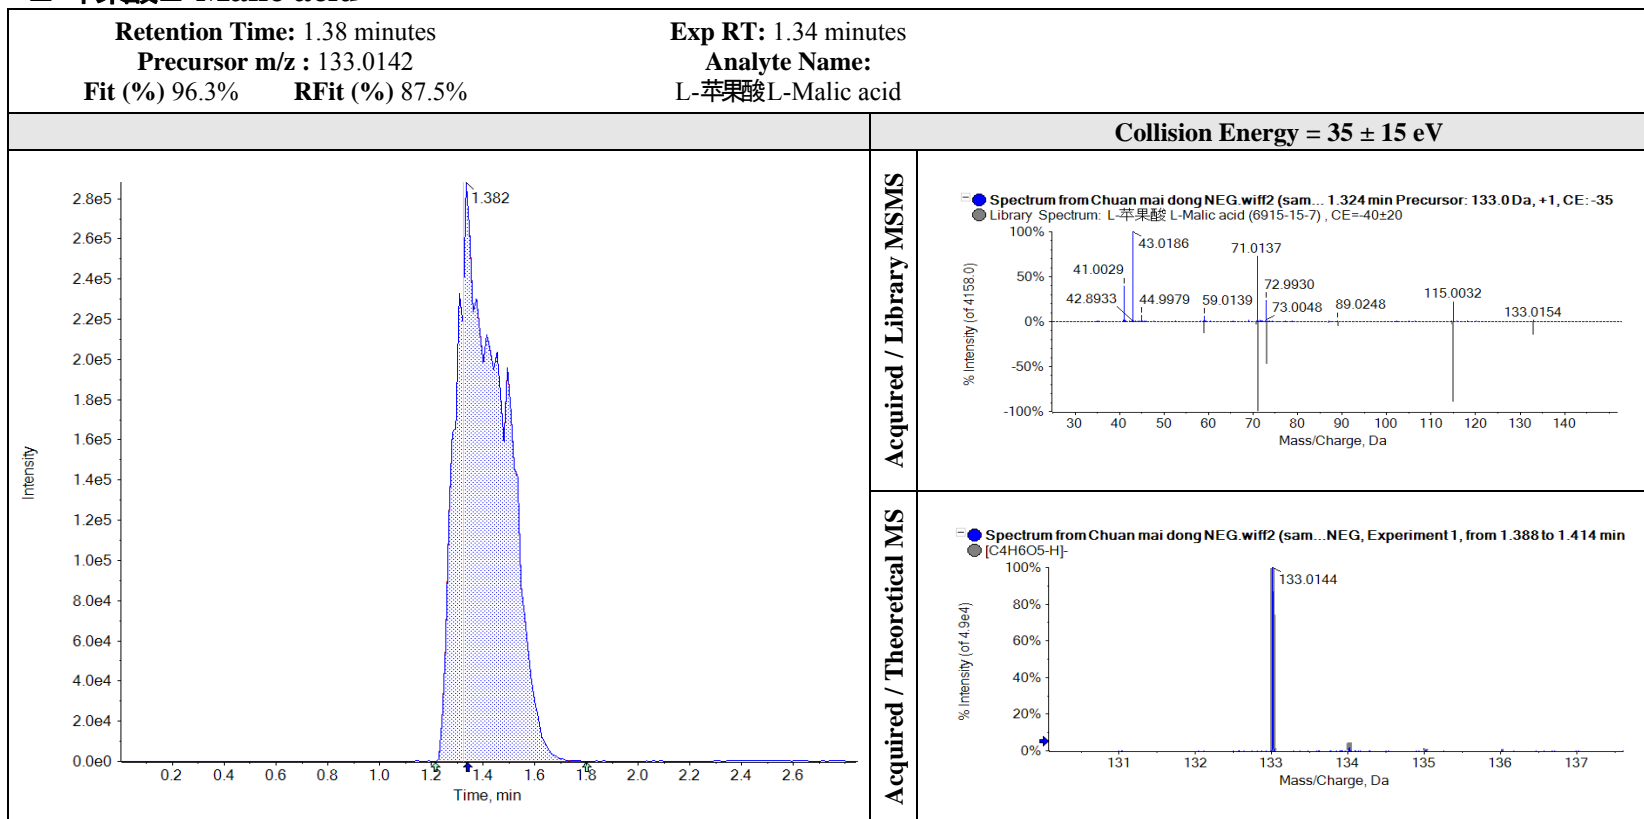 Retention Time: 1.38 minutes
Exp RT: 1.34 minutes
Precursor m/z : 133.0142
Analyte Name:
Fit (%) 96.3% RFit (%) 87.5%
L-苹果酸L-Malic acid
Collision Energy = 35 ± 15 eV
Intensity
2.8e5
2.6e5
2.4e5
2.2e5
2.0e5
1.8e5
1.6e5
1.4e5
1.2e5
1.0e5
8.0e4
6.0e4
4.0e4
2.0e4
0.0e0
1.382
0.2 0.4 0.6 0.8 1.0 1.2 1.4 1.6 1.8 2.0 2.2 2.4 2.6
Time, min
Acquired / Library MSMS
Spectrum from Chuan mai dong NEG.wiff2 (sam... 1.324 min Precursor: 133.0 Da, +1, CE: -35
Library Spectrum: L-苹果酸 L-Malic acid (6915-15-7) , CE=-40±20
% Intensity (of 4158.0)
100%
50%
0%
-50%
-100%
43.0186
71.0137
41.0029
72.9930
42.8933
44.9979
59.0139
73.0048
89.0248
115.0032
133.0154
30 40 50 60 70 80 90 100 110 120 130 140
Mass/Charge, Da
Acquired / Theoretical MS
Spectrum from Chuan mai dong NEG.wiff2 (sam...NEG, Experiment 1, from 1.388 to 1.414 min
[C4H6O5-H]-
% Intensity (of 4.9e4)
100%
80%
60%
40%
20%
0%
133.0144
131 132 133 134 135 136 137
Mass/Charge, Da